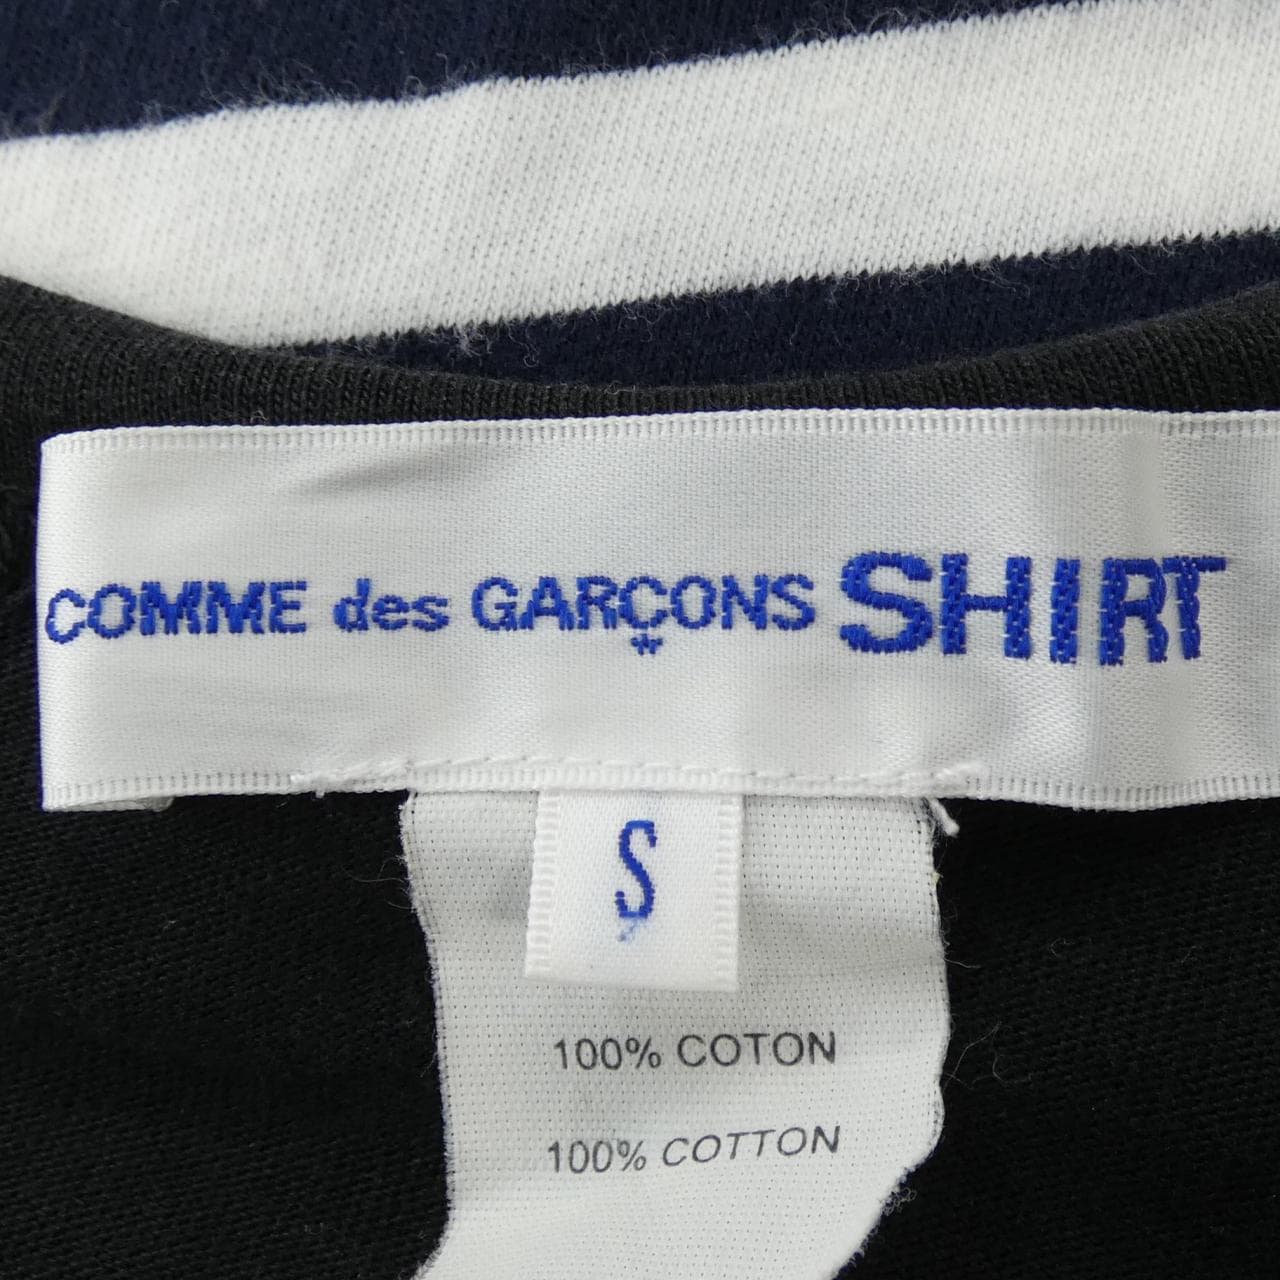 COMME des GARÇONS SHIRT
S
100% COTON
100% COTTON